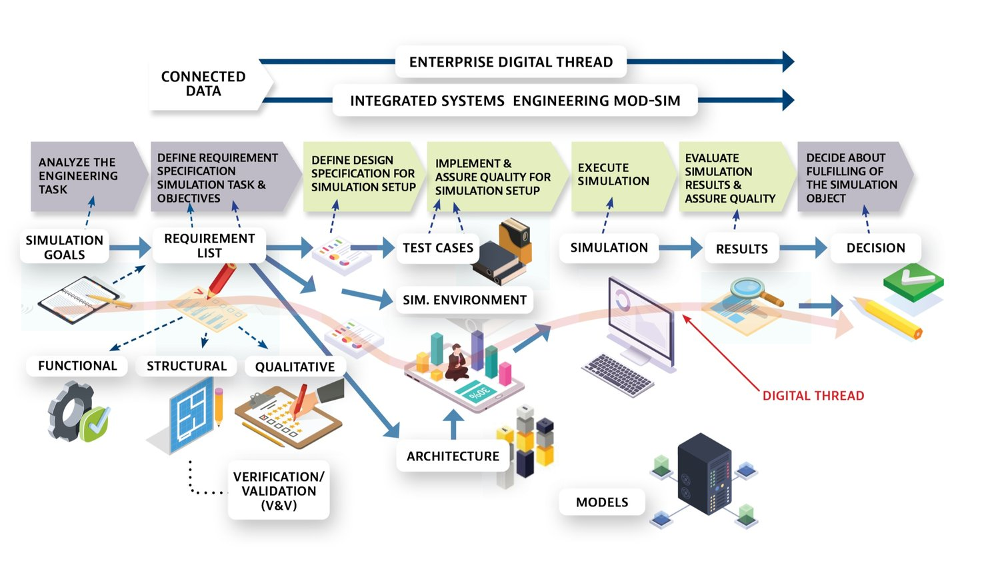 CONNECTED
DATA
ENTERPRISE DIGITAL THREAD
INTEGRATED SYSTEMS ENGINEERING MOD-SIM
ANALYZE THE
ENGINEERING
TASK
DEFINE REQUIREMENT
SPECIFICATION
SIMULATION TASK &
OBJECTIVES
DEFINE DESIGN
SPECIFICATION FOR
SIMULATION SETUP
IMPLEMENT &
ASSURE QUALITY FOR
SIMULATION SETUP
EXECUTE
SIMULATION
EVALUATE
SIMULATION
RESULTS &
ASSURE QUALITY
DECIDE ABOUT
FULFILLING OF
THE SIMULATION
OBJECT
SIMULATION
GOALS
REQUIREMENT
LIST
TEST CASES
SIMULATION
RESULTS
DECISION
SIM. ENVIRONMENT
FUNCTIONAL
STRUCTURAL
QUALITATIVE
30%
DIGITAL THREAD
ARCHITECTURE
VERIFICATION/
VALIDATION
(V&V)
MODELS